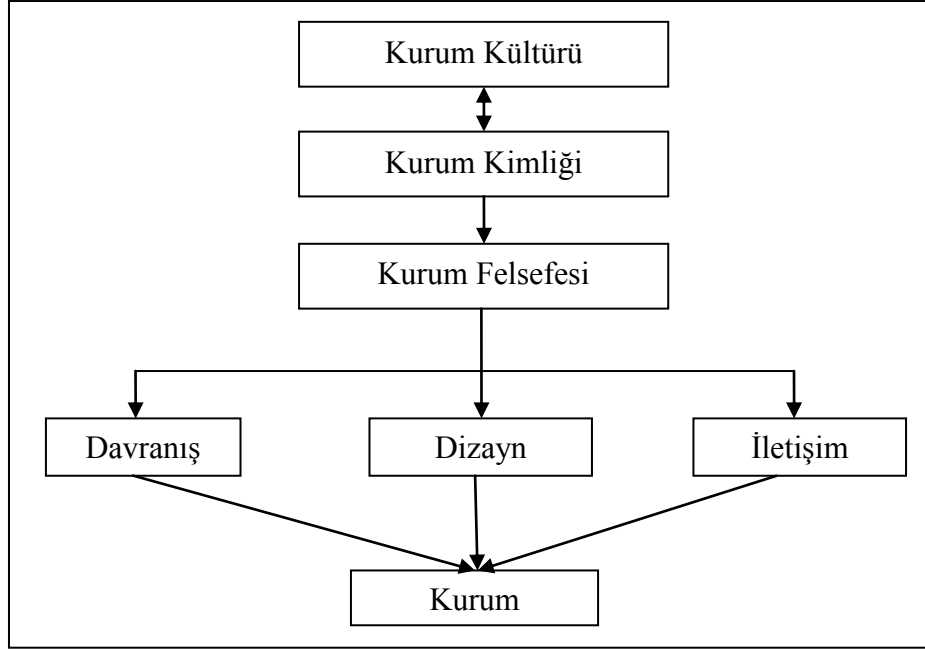 Kurum Kültürü
Kurum Kimliği
Kurum Felsefesi
Davranış
Dizayn
İletişim
Kurum